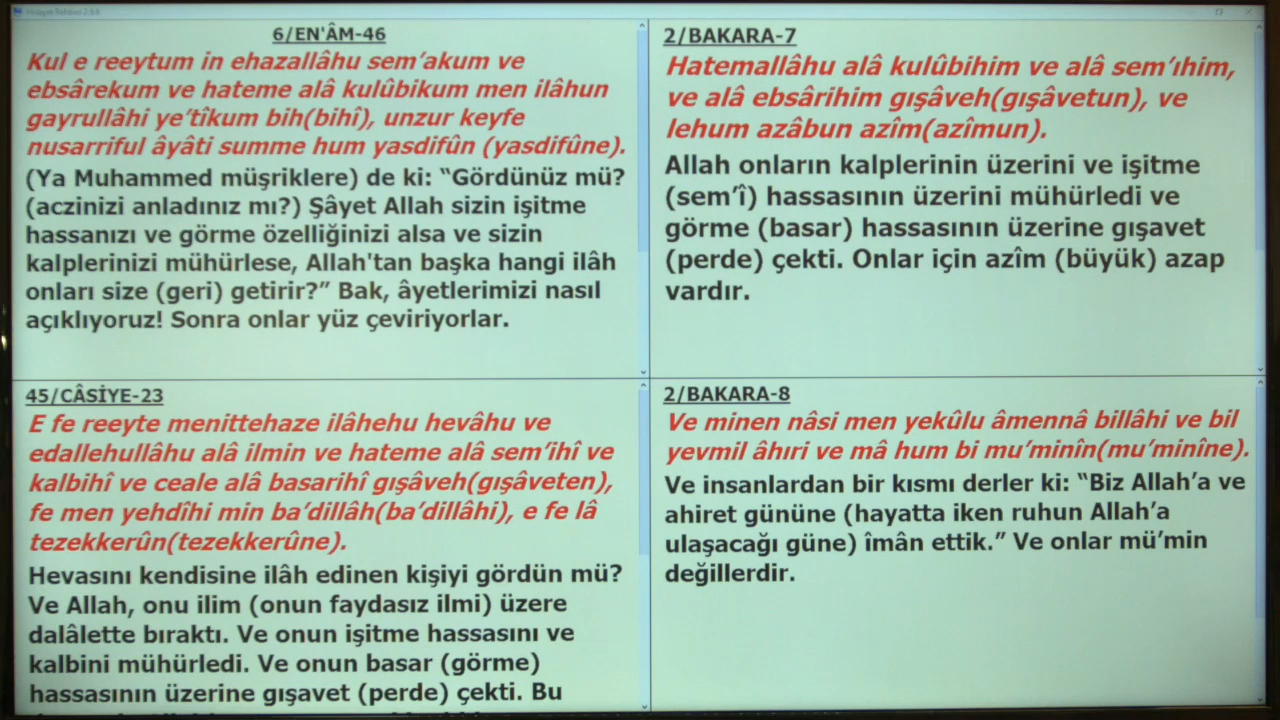 Hidayet Rehberi 2.9.6
6/EN'ÂM-46
Kul e reeytum in ehazallâhu sem’akum ve
ebsârekum ve hateme alâ kulûbikum men ilâhun
gayrullâhi ye’tîkum bih(bihî), unzur keyfe
nusarriful âyâti summe hum yasdifûn (yasdifûne).
(Ya Muhammed müşriklere) de ki: “Gördünüz mü?
(aczinizi anladınız mı?) Şâyet Allah sizin işitme
hassanızı ve görme özelliğinizi alsa ve sizin
kalplerinizi mühürlese, Allah'tan başka hangi ilâh
onları size (geri) getirir?” Bak, âyetlerimizi nasıl
açıklıyoruz! Sonra onlar yüz çeviriyorlar.
2/BAKARA-7
Hatemallâhu alâ kulûbihim ve alâ sem’ıhim,
ve alâ ebsârihim gışâveh(gışâvetun), ve
lehum azâbun azîm(azîmun).
Allah onların kalplerinin üzerini ve işitme
(sem’î) hassasının üzerini mühürledi ve
görme (basar) hassasının üzerine gışavet
(perde) çekti. Onlar için azîm (büyük) azap
vardır.
45/CÂSİYE-23
E fe reeyte menittehaze ilâhehu hevâhu ve
edallehullâhu alâ ilmin ve hateme alâ sem’ihî ve
kalbihî ve ceale alâ basarihî gışâveh(gışâveten),
fe men yehdîhi min ba’dillâh(ba’dillâhi), e fe lâ
tezekkerûn(tezekkerûne).
Hevasını kendisine ilâh edinen kişiyi gördün mü?
Ve Allah, onu ilim (onun faydasız ilmi) üzere
dalâlette bıraktı. Ve onun işitme hassasını ve
kalbini mühürledi. Ve onun basar (görme)
hassasının üzerine gışavet (perde) çekti. Bu
2/BAKARA-8
Ve minen nâsi men yekûlu âmennâ billâhi ve bil
yevmil âhıri ve mâ hum bi mu’minîn(mu’minîne).
Ve insanlardan bir kısmı derler ki: “Biz Allah’a ve
ahiret gününe (hayatta iken ruhun Allah’a
ulaşacağı güne) îmân ettik.” Ve onlar mü’min
değillerdir.